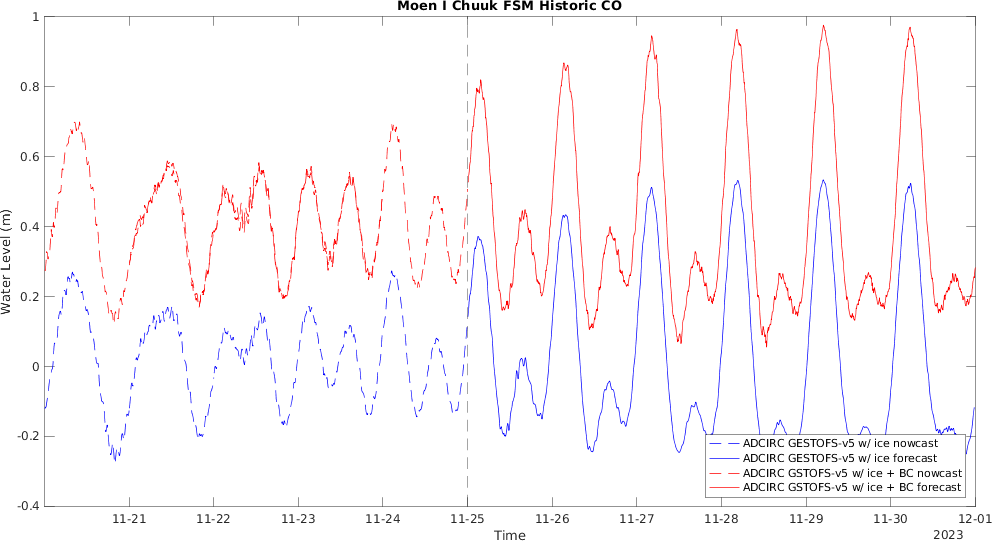 Moen I Chuuk FSM Historic CO
Water Level (m)
1
0.8
0.6
0.4
0.2
0
-0.2
-0.4
ADCIRC GESTOFS-v5 w/ ice nowcast
ADCIRC GESTOFS-v5 w/ ice forecast
ADCIRC GSTOFS-v5 w/ ice + BC nowcast
ADCIRC GSTOFS-v5 w/ ice + BC forecast
11-21 11-22 11-23 11-24 11-25 11-26 11-27 11-28 11-29 11-30 12-01
Time
2023